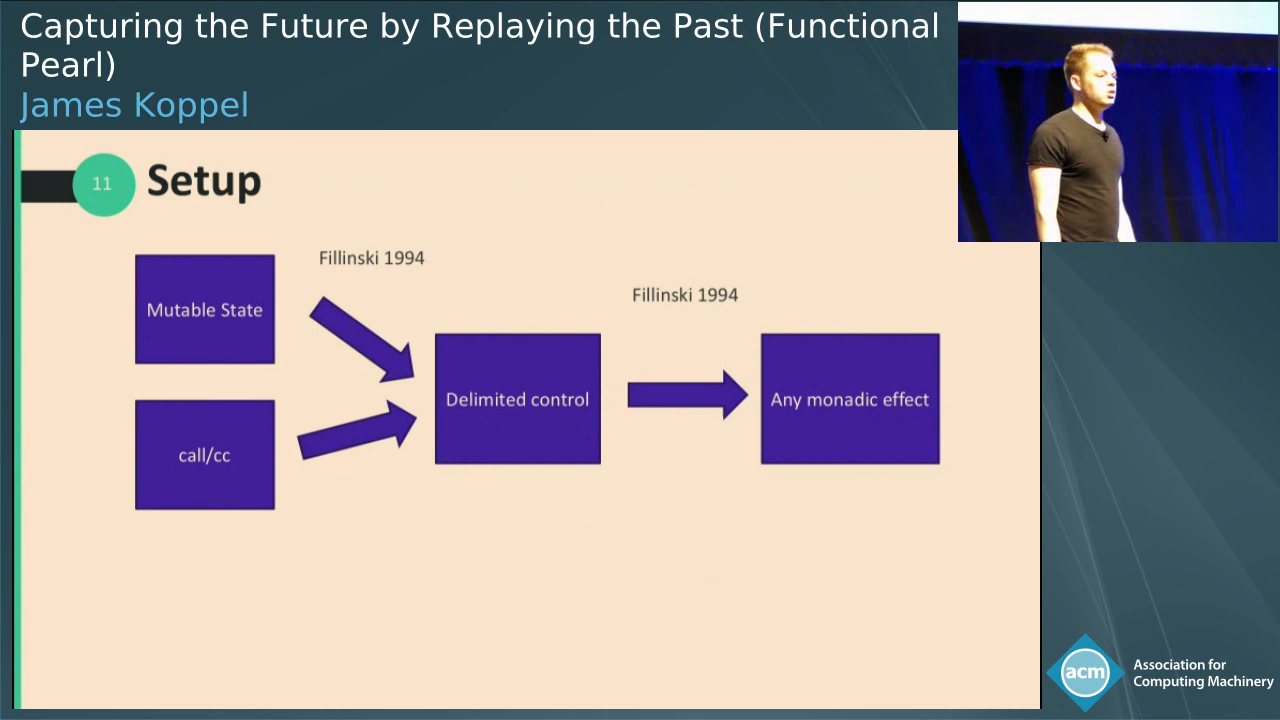 Capturing the Future by Replaying the Past (Functional
Pearl)
James Koppel
11
Setup
Fillinski 1994
Fillinski 1994
Mutable State
Delimited control
Any monadic effect
call/cc
acm
Association for
Computing Machinery